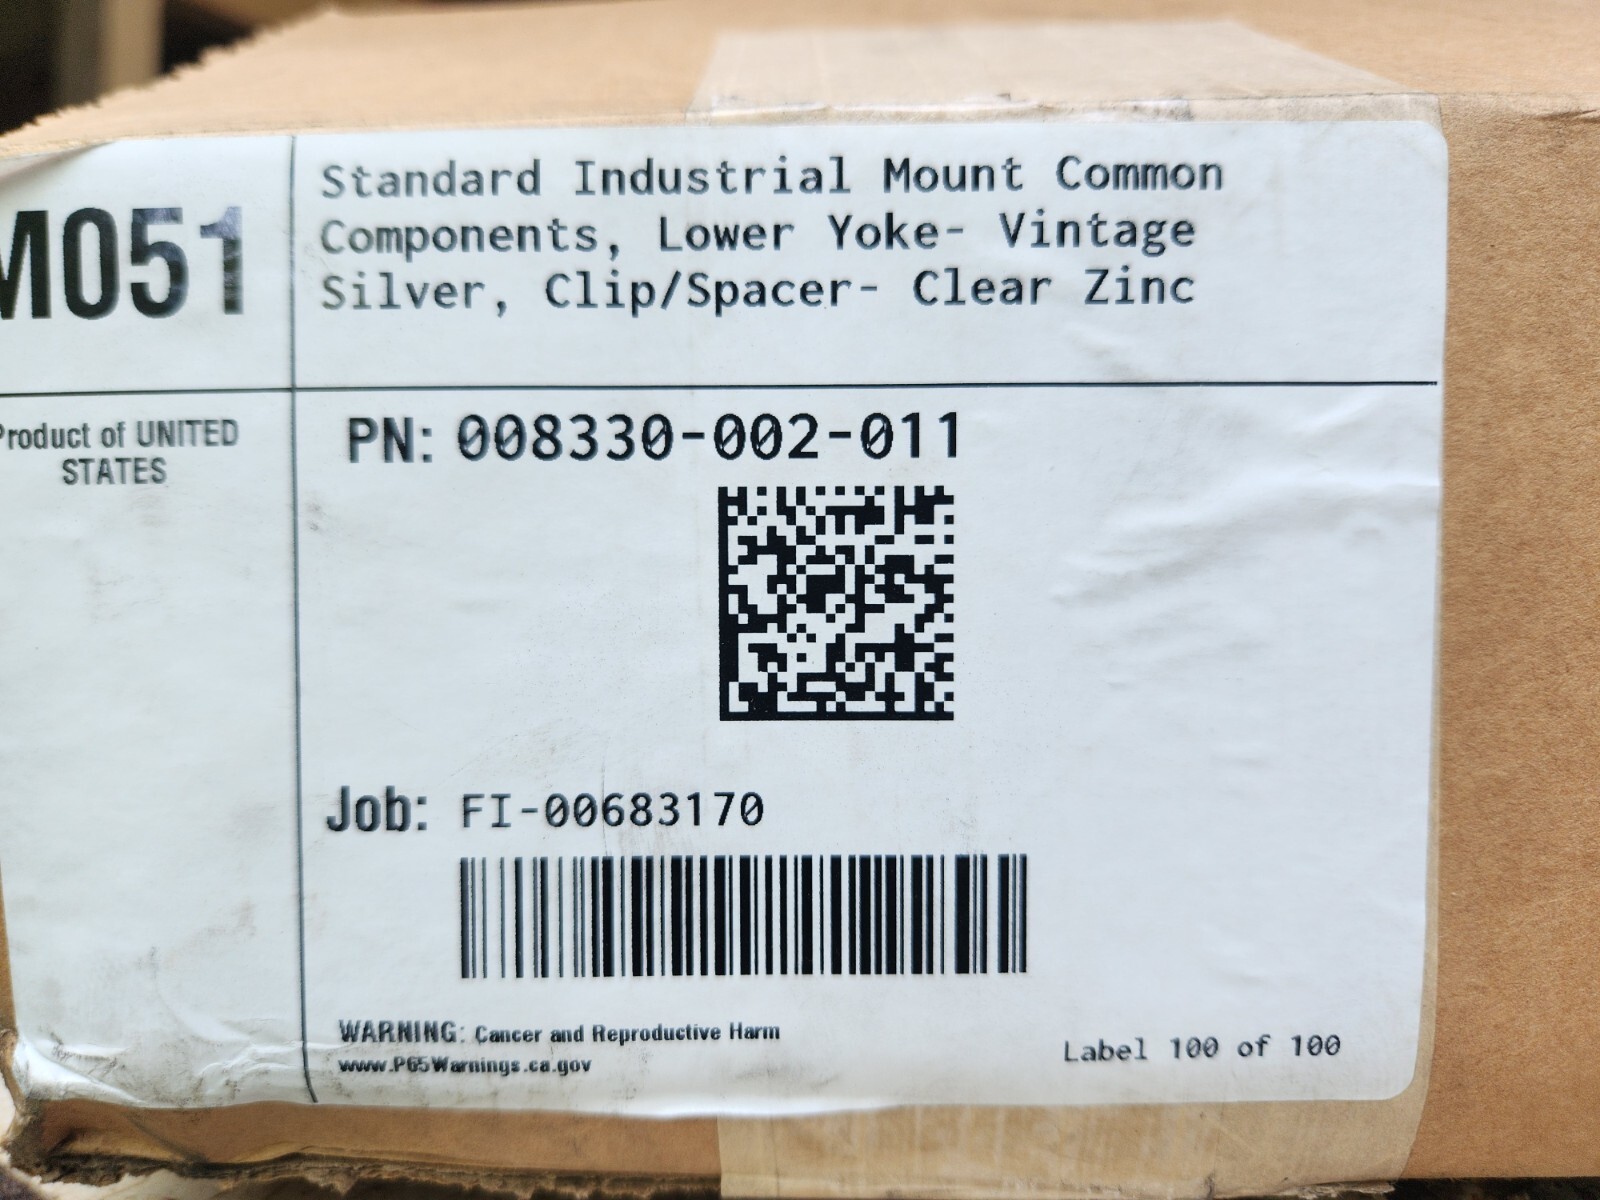 M051
Standard Industrial Mount Common
Components, Lower Yoke- Vintage
Silver, Clip/Spacer- Clear Zinc
Product of UNITED
STATES
PN: 008330-002-011
Job: FI-00683170
WARNING: Cancer and Reproductive Harm
www.P65Warnings.ca.gov
Label 100 of 100